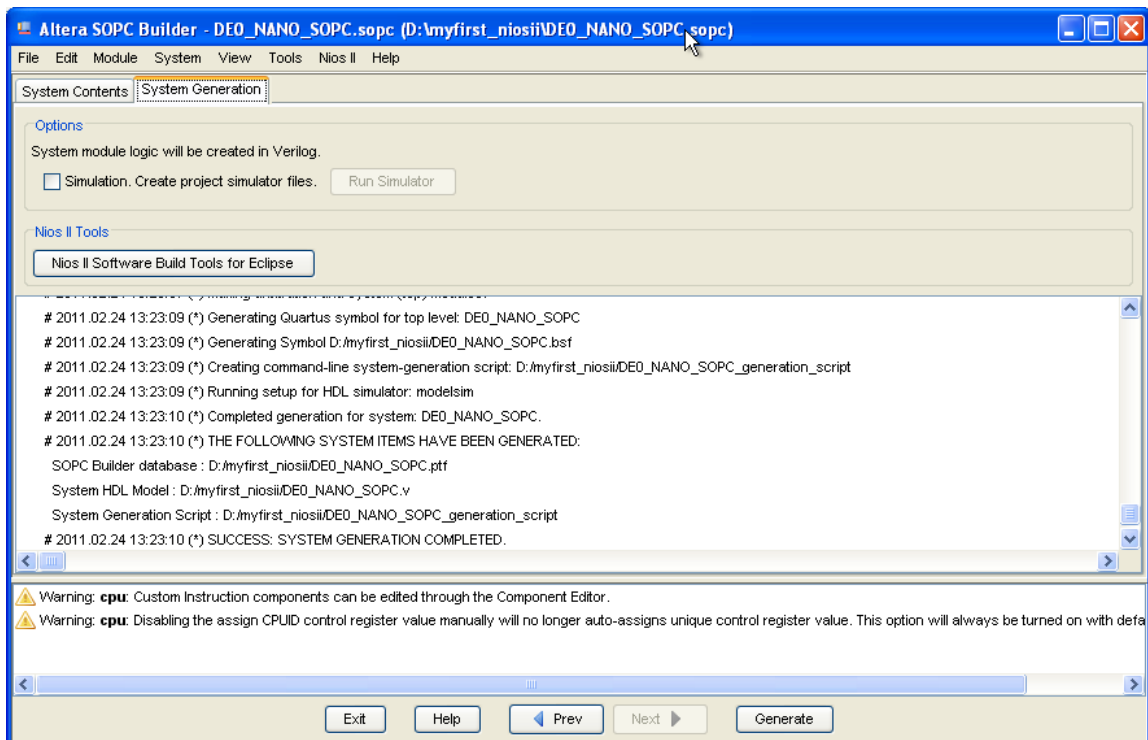 Altera SOPC Builder - DE0_NANO_SOPC.sopc (D:\myfirst_niosii\DE0_NANO_SOPC.sopc)
File Edit Module System View Tools Nios II Help
System Contents System Generation
Options
System module logic will be created in Verilog.
Simulation. Create project simulator files. Run Simulator
Nios II Tools
Nios II Software Build Tools for Eclipse
# 2011.02.24 13:23:09 (*) Generating Quartus symbol for top level: DE0_NANO_SOPC
# 2011.02.24 13:23:09 (*) Generating Symbol D:/myfirst_niosii/DE0_NANO_SOPC.bsf
# 2011.02.24 13:23:09 (*) Creating command-line system-generation script: D:/myfirst_niosii/DE0_NANO_SOPC_generation_script
# 2011.02.24 13:23:09 (*) Running setup for HDL simulator: modelsim
# 2011.02.24 13:23:10 (*) Completed generation for system: DE0_NANO_SOPC.
# 2011.02.24 13:23:10 (*) THE FOLLOWING SYSTEM ITEMS HAVE BEEN GENERATED:
SOPC Builder database : D:/myfirst_niosii/DE0_NANO_SOPC.ptf
System HDL Model : D:/myfirst_niosii/DE0_NANO_SOPC.v
System Generation Script : D:/myfirst_niosii/DE0_NANO_SOPC_generation_script
# 2011.02.24 13:23:10 (*) SUCCESS: SYSTEM GENERATION COMPLETED.
Warning: cpu: Custom Instruction components can be edited through the Component Editor.
Warning: cpu: Disabling the assign CPUID control register value manually will no longer auto-assigns unique control register value. This option will always be turned on with defa
Exit Help Prev Next Generate